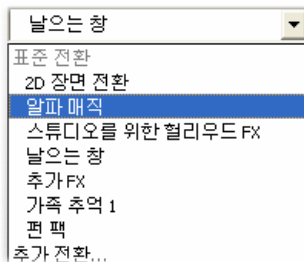 날으는 창
표준 전환
2D 장면 전환
알파 매직
스튜디오를 위한 헐리우드 FX
날으는 창
추가 FX
가족 추억 1
펀 팩
추가 전환...